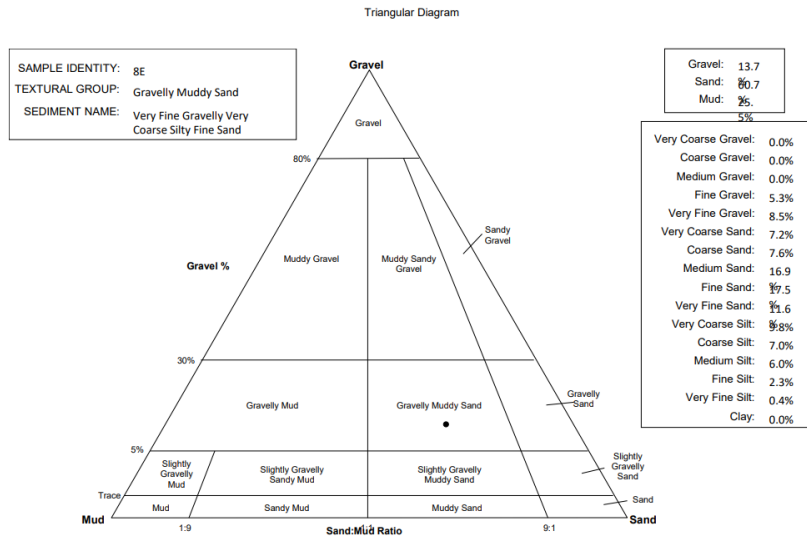 Triangular Diagram
SAMPLE IDENTITY: 8E
TEXTURAL GROUP: Gravelly Muddy Sand
SEDIMENT NAME: Very Fine Gravelly Very
Coarse Silty Fine Sand
Gravel: 13.7
%
Sand: 60.7
%
Mud: 25.
5%
Very Coarse Gravel: 0.0%
Coarse Gravel: 0.0%
Medium Gravel: 0.0%
Fine Gravel: 5.3%
Very Fine Gravel: 8.5%
Very Coarse Sand: 7.2%
Coarse Sand: 7.6%
Medium Sand: 16.9
%
Fine Sand: 17.5
%
Very Fine Sand: 11.6
%
Very Coarse Silt: 9.8%
Coarse Silt: 7.0%
Medium Silt: 6.0%
Fine Silt: 2.3%
Very Fine Silt: 0.4%
Clay: 0.0%
Gravel
Gravel
80%
Sandy
Gravel
Muddy Gravel
Muddy Sandy
Gravel
Gravel %
30%
Gravelly
Sand
Gravelly Mud
Gravelly Muddy Sand
5%
Slightly
Gravelly
Mud
Slightly Gravelly
Sandy Mud
Slightly Gravelly
Muddy Sand
Slightly
Gravelly
Sand
Trace
Mud
Sandy Mud
Muddy Sand
Sand
Mud
Sand
1:9
1:1
9:1
Sand:Mud Ratio